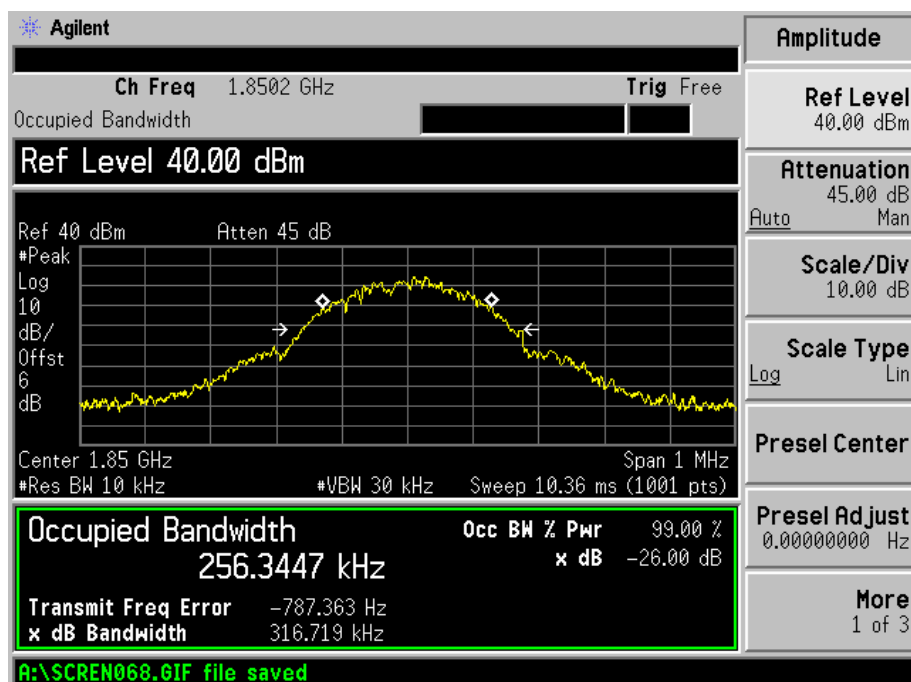 Agilent
Ch Freq 1.8502 GHz Trig Free
Occupied Bandwidth
Ref Level 40.00 dBm
Ref 40 dBm Atten 45 dB
#Peak
Log
10
dB/
Offst
6
dB
Center 1.85 GHz Span 1 MHz
#Res BW 10 kHz #VBW 30 kHz Sweep 10.36 ms (1001 pts)
Occupied Bandwidth Occ BW % Pwr 99.00 %
256.3447 kHz x dB -26.00 dB
Transmit Freq Error -787.363 Hz
x dB Bandwidth 316.719 kHz
A:\SCREN068.GIF file saved
Amplitude
Ref Level
40.00 dBm
Attenuation
45.00 dB
Auto Man
Scale/Div
10.00 dB
Scale Type
Log Lin
Presel Center
Presel Adjust
0.00000000 Hz
More
1 of 3